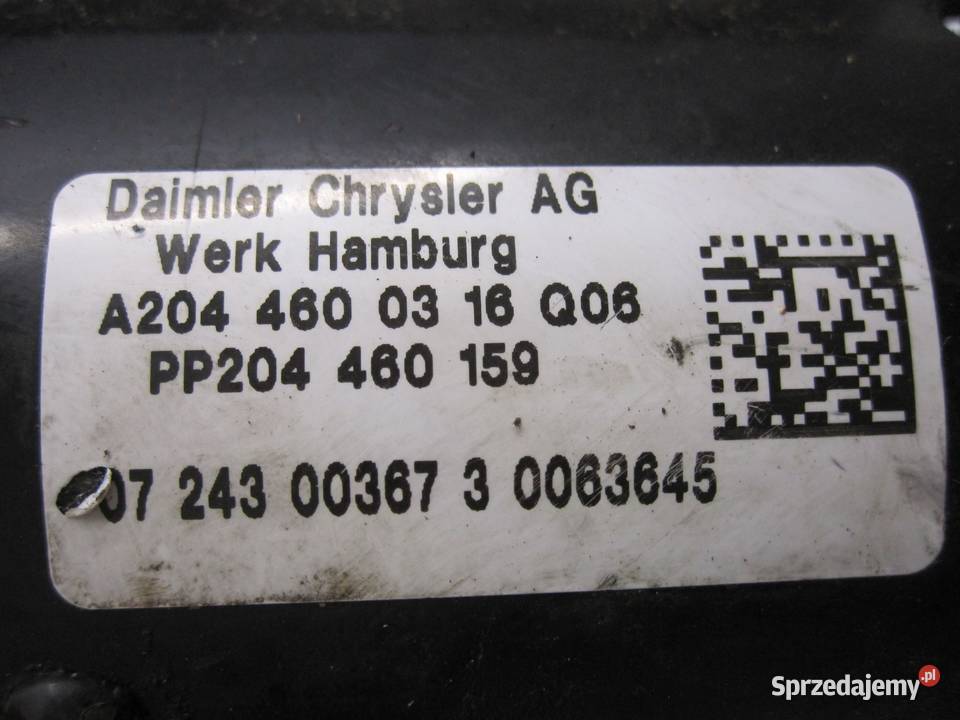 Daimler Chrysler AG
Werk Hamburg
A204 460 03 16 Q06
PP204 460 159
07 243 00367 3 0063645
Sprzedajemy.pl